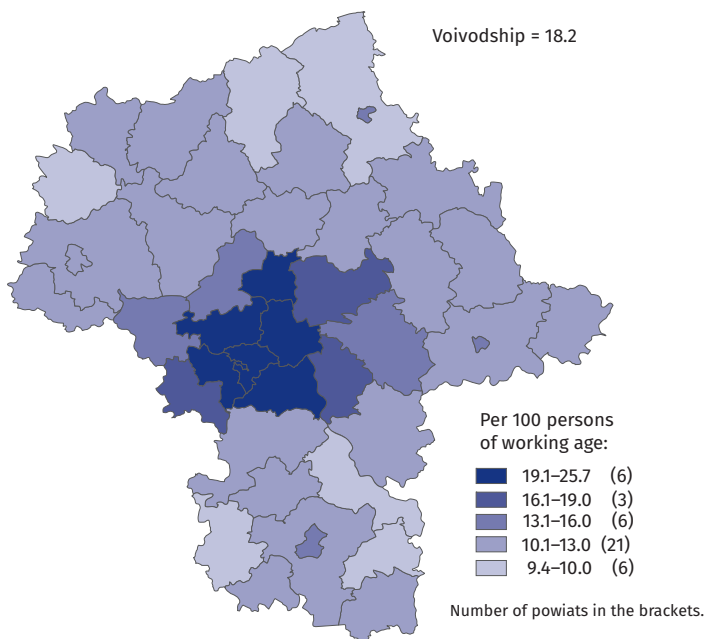 Voivodship = 18.2
Per 100 persons
of working age:
19.1–25.7 (6)
16.1–19.0 (3)
13.1–16.0 (6)
10.1–13.0 (21)
9.4–10.0 (6)
Number of powiats in the brackets.